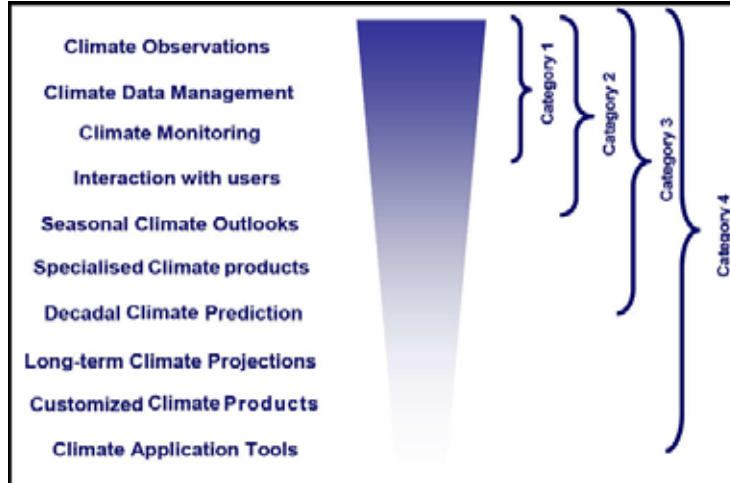 Climate Observations
Climate Data Management
Climate Monitoring
Interaction with users
Seasonal Climate Outlooks
Specialised Climate products
Decadal Climate Prediction
Long-term Climate Projections
Customized Climate Products
Climate Application Tools
Category 1
Category 2
Category 3
Category 4